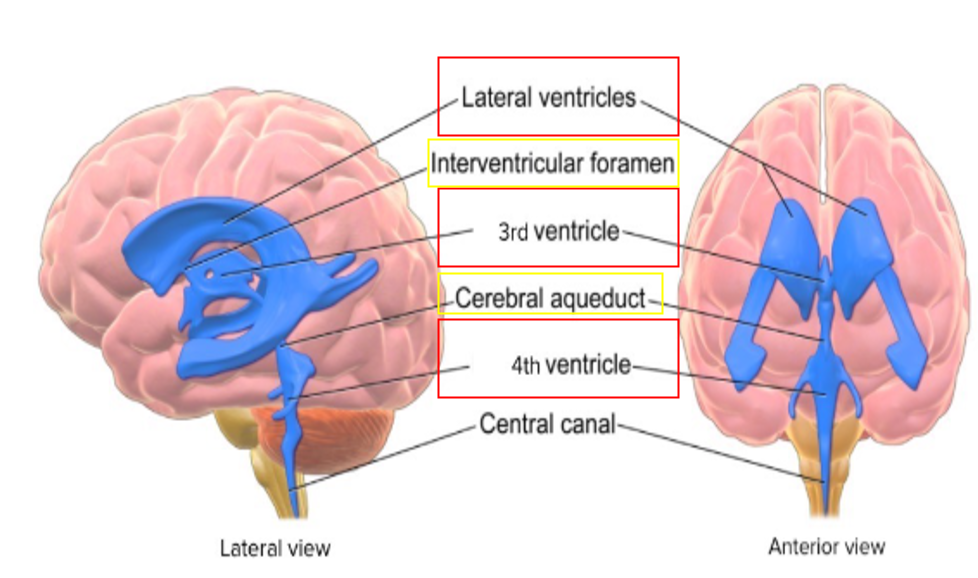 Lateral ventricles
Interventricular foramen
3rd ventricle
Cerebral aqueduct
4th ventricle
Central canal
Lateral view
Anterior view